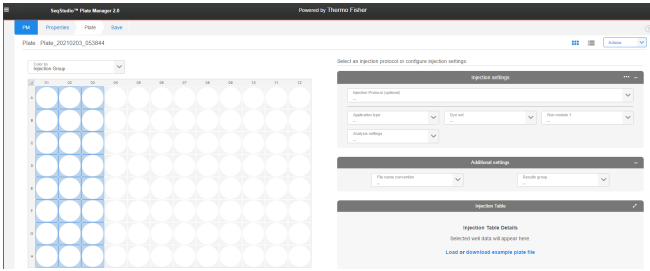 SeqStudio™ Plate Manager 2.0
Powered by Thermo Fisher
PM Properties Plate Save
Plate : Plate_20210203_053844
Actions
Color by
Injection Group
Select an injection protocol or configure injection settings
01 02 03 04 05 06 07 08 09 10 11 12
A
B
C
D
E
F
G
H
Injection settings
Injection Protocol (optional)
--
Application type
--
Dye set
--
Run module 1
--
Analysis settings
--
Additional settings
File name convention
--
Results group
--
Injection Table
Injection Table Details
Selected well data will appear here
Load or download example plate file